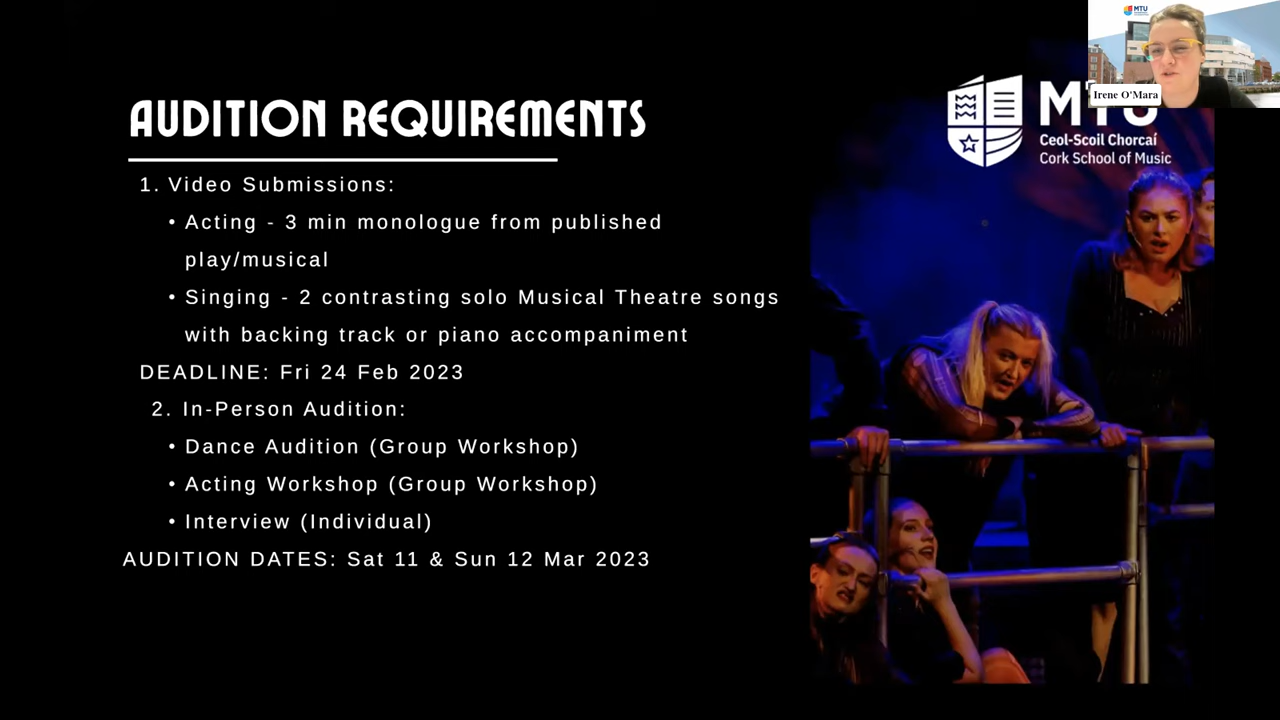 AUDITION REQUIREMENTS
1. Video Submissions:
• Acting - 3 min monologue from published
play/musical
• Singing - 2 contrasting solo Musical Theatre songs
with backing track or piano accompaniment
DEADLINE: Fri 24 Feb 2023
2. In-Person Audition:
• Dance Audition (Group Workshop)
• Acting Workshop (Group Workshop)
• Interview (Individual)
AUDITION DATES: Sat 11 & Sun 12 Mar 2023
MTU
Irene O'Mara
MTU
Ceol-Scoil Chorcaí
Cork School of Music